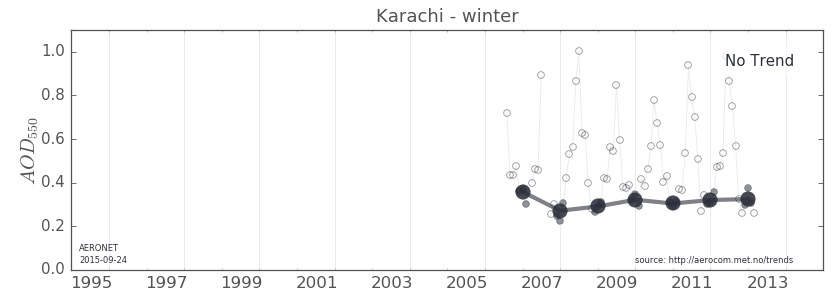 Karachi - winter
No Trend
AOD550
1.0
0.8
0.6
0.4
0.2
0.0
AERONET
2015-09-24
source: http://aerocom.met.no/trends
1995 1997 1999 2001 2003 2005 2007 2009 2011 2013